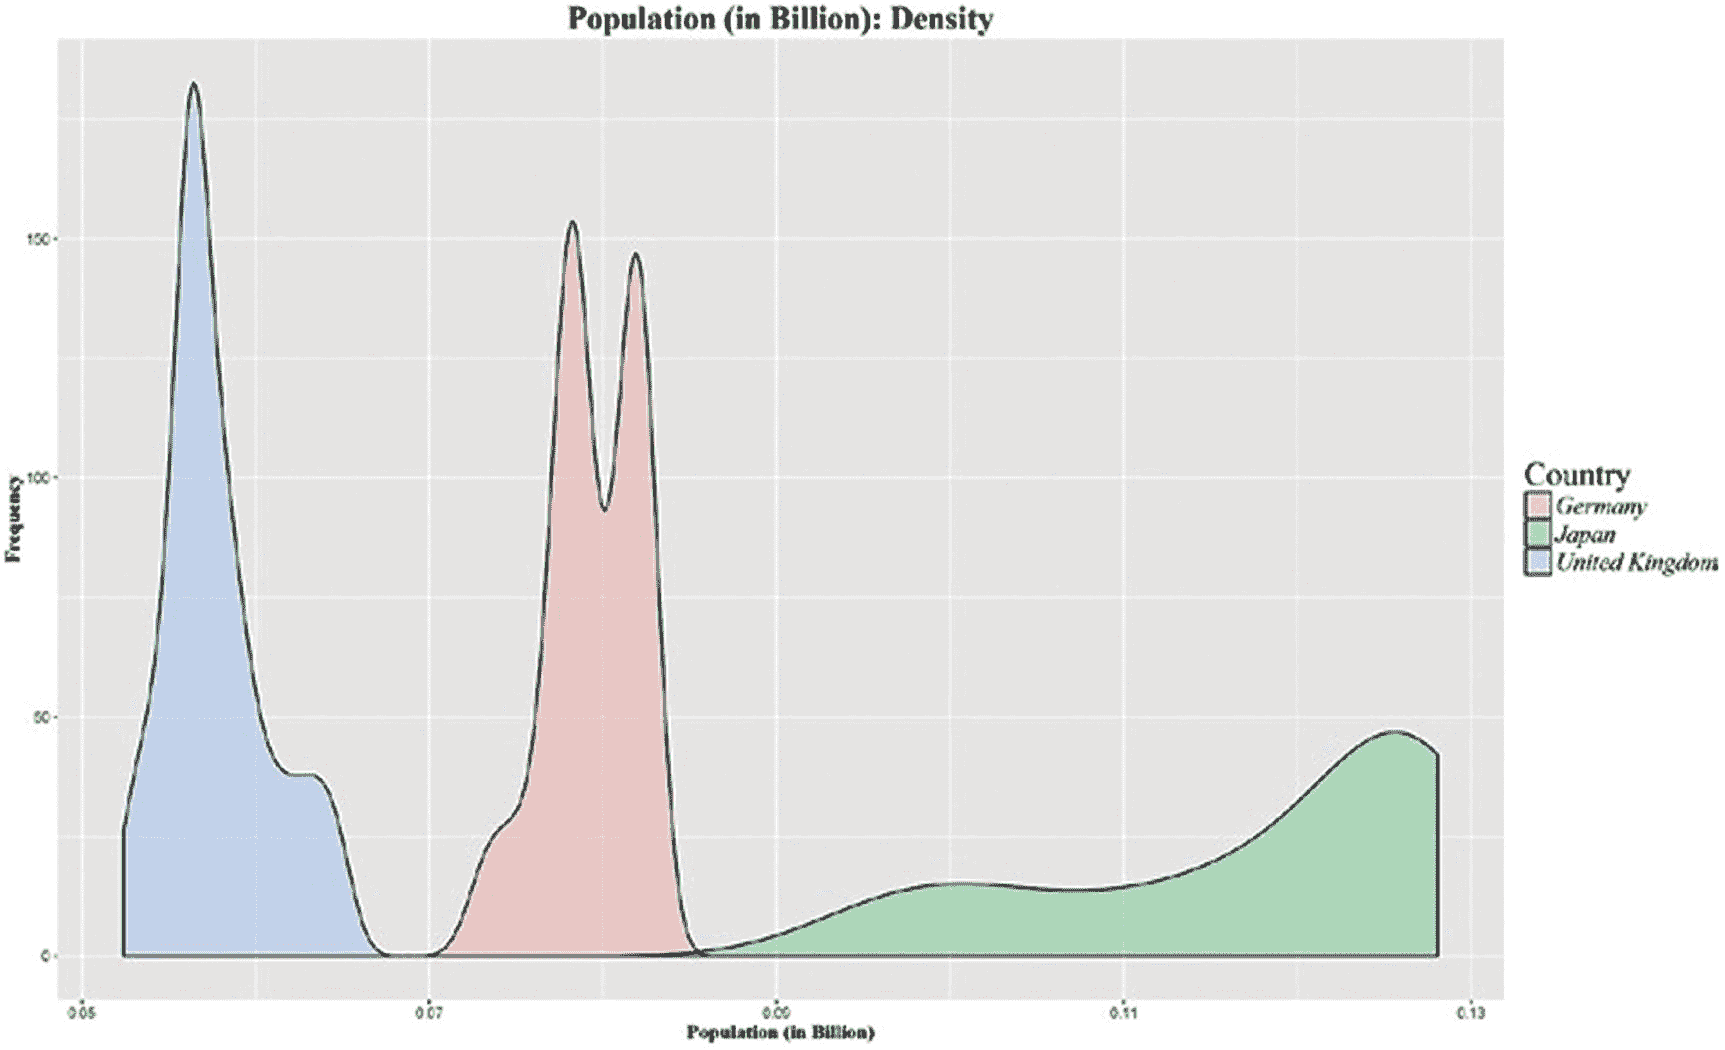 Population (in Billion): Density
150
100
50
0
Frequency
0.05
0.07
0.09
0.11
0.13
Population (in Billion)
Country
Germany
Japan
United Kingdom